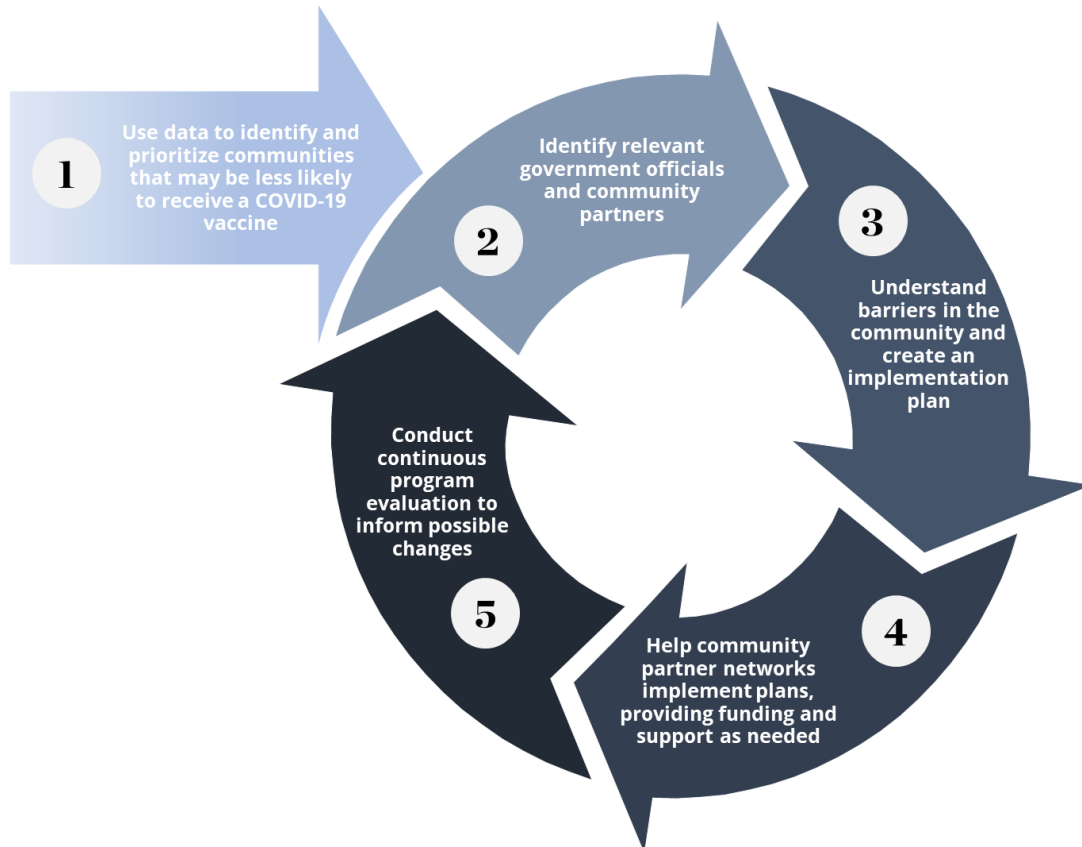 1
Use data to identify and
prioritize communities
that may be less likely
to receive a COVID-19
vaccine
2
Identify relevant
government officials
and community
partners
3
Understand
barriers in the
community and
create an
implementation
plan
4
Help community
partner networks
implement plans,
providing funding and
support as needed
5
Conduct
continuous
program
evaluation to
inform possible
changes